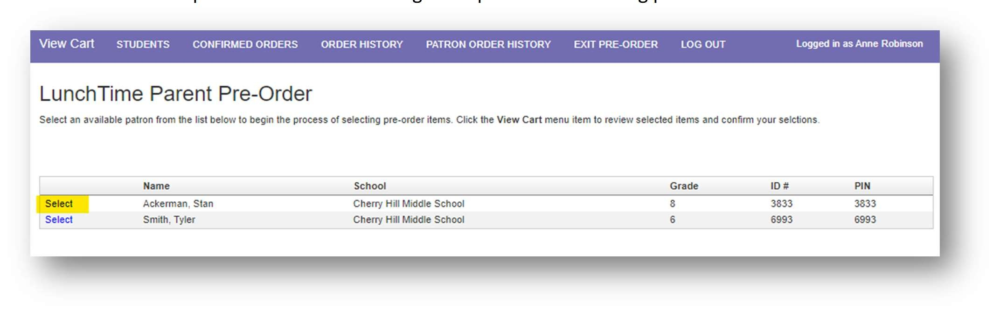 View Cart STUDENTS CONFIRMED ORDERS ORDER HISTORY PATRON ORDER HISTORY EXIT PRE-ORDER LOG OUT Logged in as Anne Robinson
LunchTime Parent Pre-Order
Select an available patron from the list below to begin the process of selecting pre-order items. Click the View Cart menu item to review selected items and confirm your selctions.
Name School Grade ID # PIN
Select Ackerman, Stan Cherry Hill Middle School 8 3833 3833
Select Smith, Tyler Cherry Hill Middle School 6 6993 6993